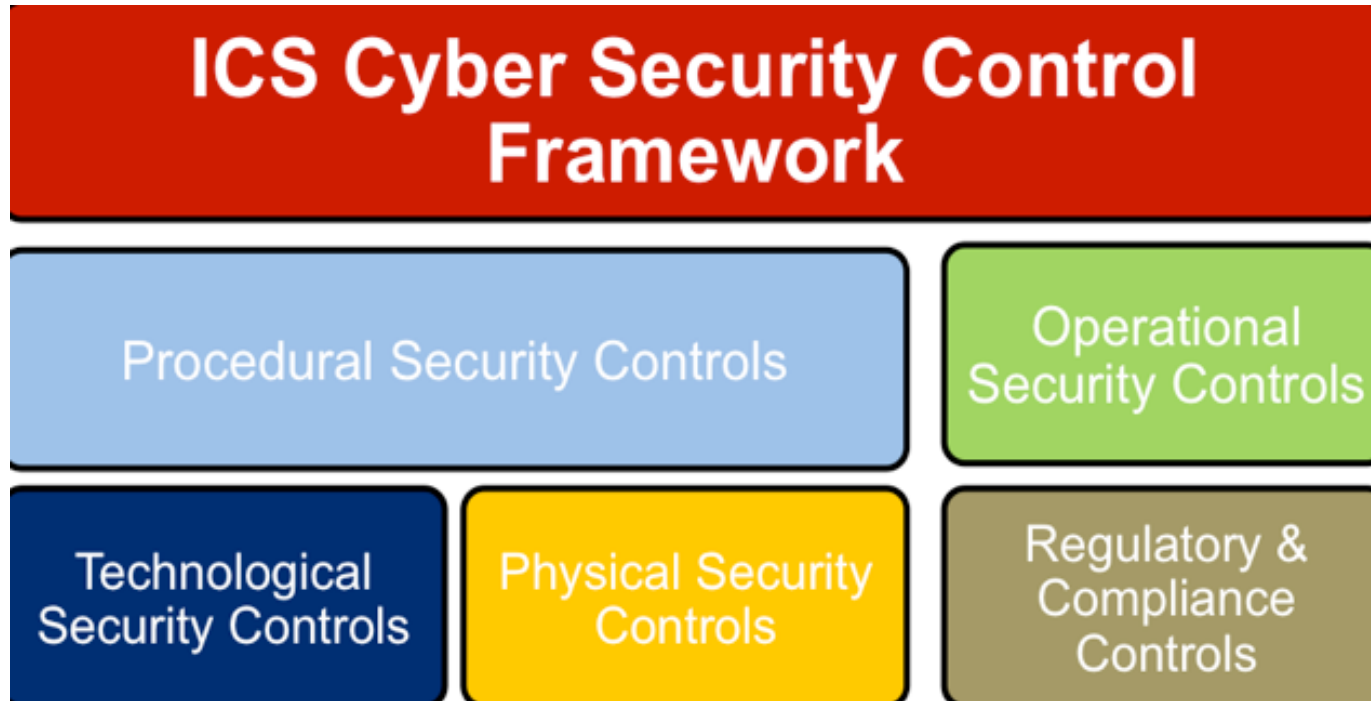 ICS Cyber Security Control
Framework
Procedural Security Controls
Operational
Security Controls
Technological
Security Controls
Physical Security
Controls
Regulatory &
Compliance
Controls